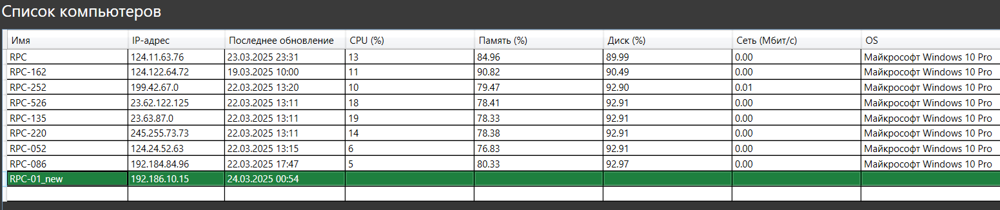 Список компьютеров
Имя IP-адрес Последнее обновление CPU (%) Память (%) Диск (%) Сеть (Мбит/с) OS
RPC 124.11.63.76 23.03.2025 23:31 13 84.96 89.99 0.00 Майкрософт Windows 10 Pro
RPC-162 124.122.64.72 19.03.2025 10:00 11 90.82 90.49 0.00 Майкрософт Windows 10 Pro
RPC-252 199.42.67.0 22.03.2025 13:20 10 79.47 92.90 0.01 Майкрософт Windows 10 Pro
RPC-526 23.62.122.125 22.03.2025 13:11 18 78.41 92.91 0.00 Майкрософт Windows 10 Pro
RPC-135 23.63.87.0 22.03.2025 13:11 19 78.33 92.91 0.00 Майкрософт Windows 10 Pro
RPC-220 245.255.73.73 22.03.2025 13:11 14 78.38 92.91 0.00 Майкрософт Windows 10 Pro
RPC-052 124.24.52.63 22.03.2025 13:15 6 76.83 92.91 0.00 Майкрософт Windows 10 Pro
RPC-086 192.184.84.96 22.03.2025 17:47 5 80.33 92.97 0.00 Майкрософт Windows 10 Pro
RPC-01_new 192.186.10.15 24.03.2025 00:54